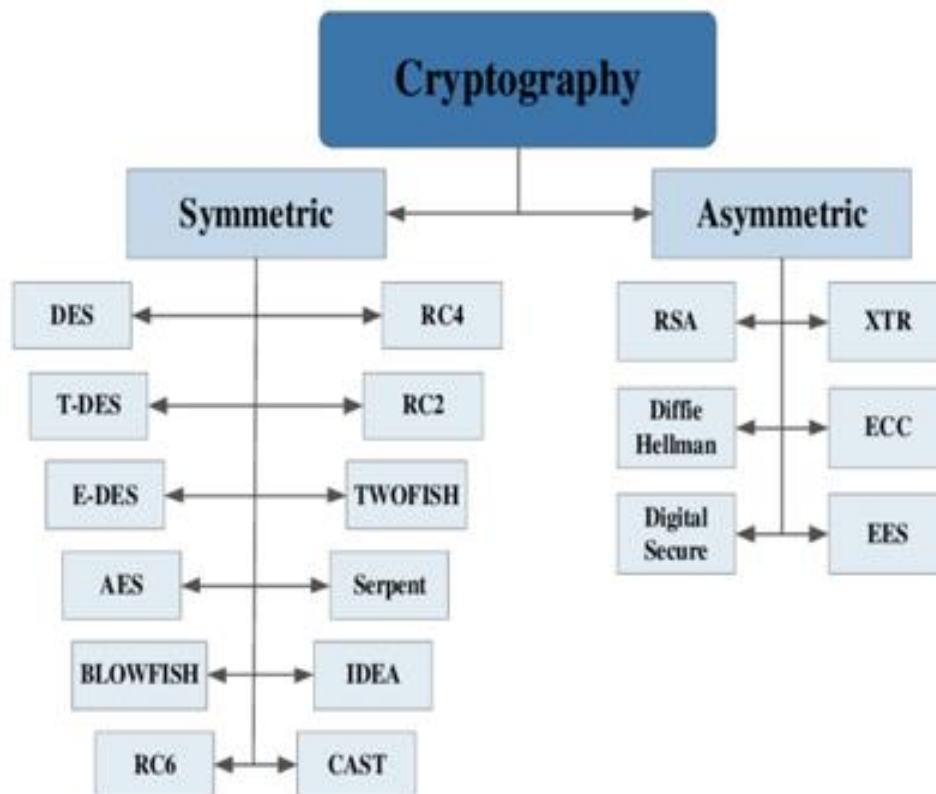 Cryptography
Symmetric
Asymmetric
DES
RC4
RSA
XTR
T-DES
RC2
Diffie
Hellman
ECC
E-DES
TWOFISH
Digital
Secure
EES
AES
Serpent
BLOWFISH
IDEA
RC6
CAST